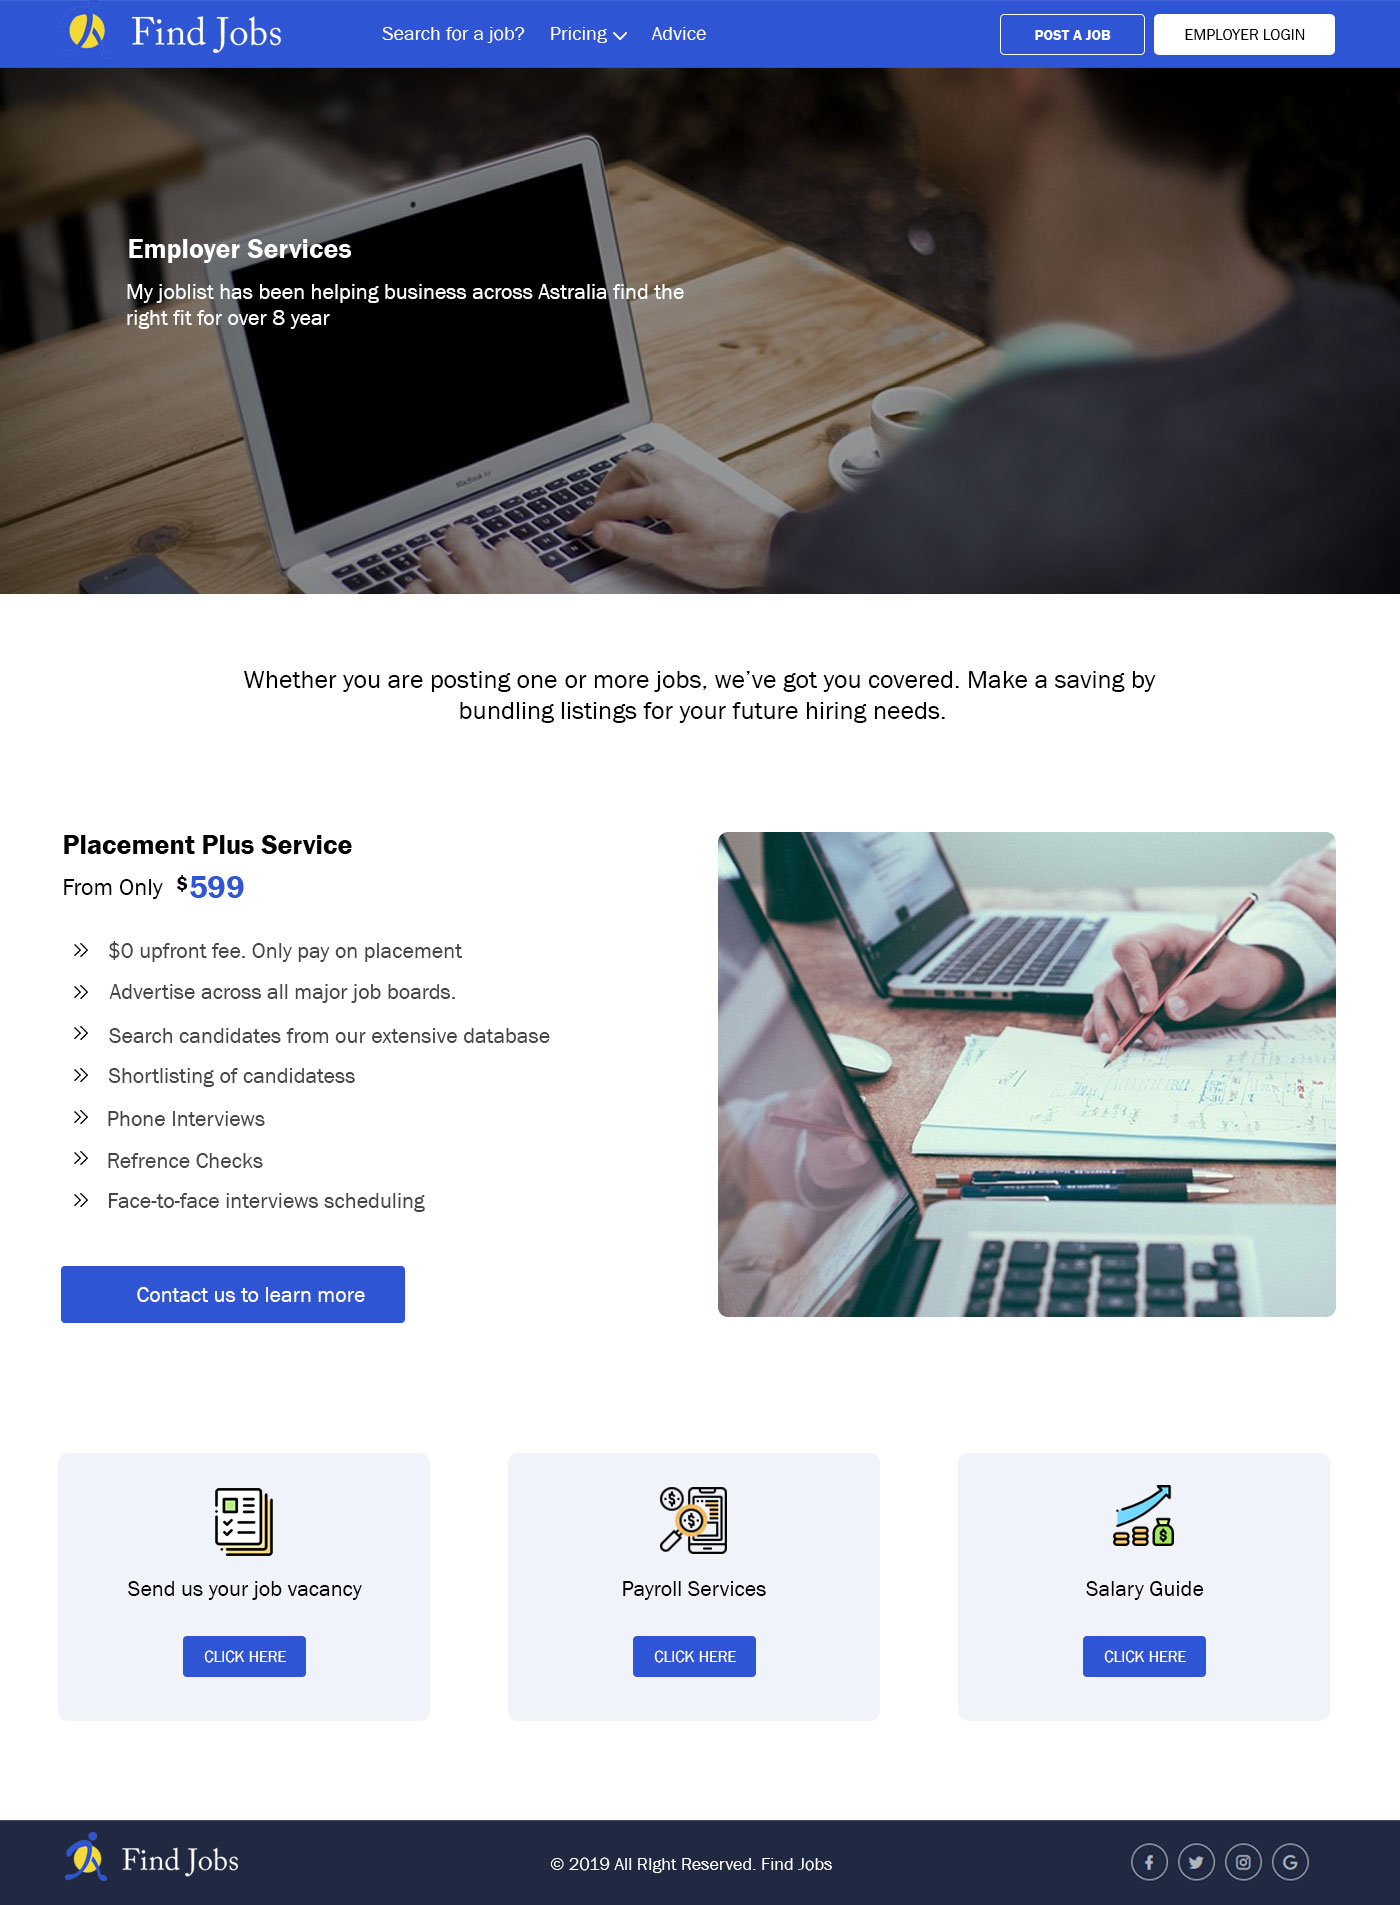 Find Jobs
Search for a job? Pricing Advice
POST A JOB
EMPLOYER LOGIN
Employer Services
My joblist has been helping business across Astralia find the
right fit for over 8 year
MacBook Air
Whether you are posting one or more jobs, we've got you covered. Make a saving by
bundling listings for your future hiring needs.
Placement Plus Service
From Only $599
$0 upfront fee. Only pay on placement
Advertise across all major job boards.
Search candidates from our extensive database
Shortlisting of candidatess
Phone Interviews
Refrence Checks
Face-to-face interviews scheduling
Contact us to learn more
Send us your job vacancy
CLICK HERE
Payroll Services
CLICK HERE
Salary Guide
CLICK HERE
Find Jobs
© 2019 All RIght Reserved. Find Jobs